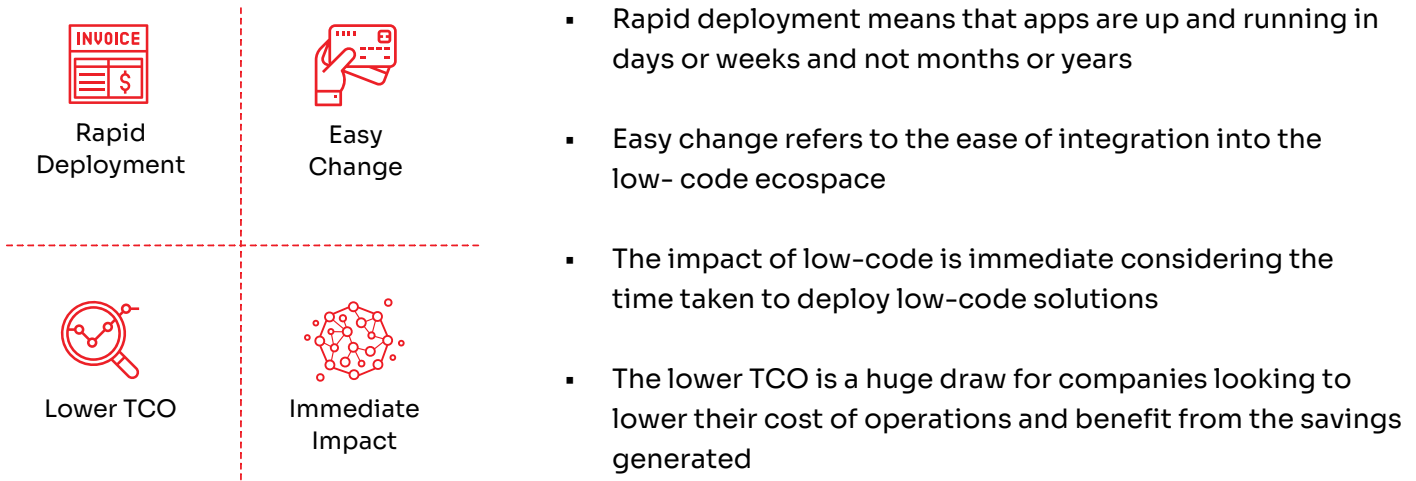 INVOICE
$
Rapid
Deployment
Easy
Change
Lower TCO
Immediate
Impact
▪ Rapid deployment means that apps are up and running in
days or weeks and not months or years
▪ Easy change refers to the ease of integration into the
low- code ecospace
▪ The impact of low-code is immediate considering the
time taken to deploy low-code solutions
▪ The lower TCO is a huge draw for companies looking to
lower their cost of operations and benefit from the savings
generated